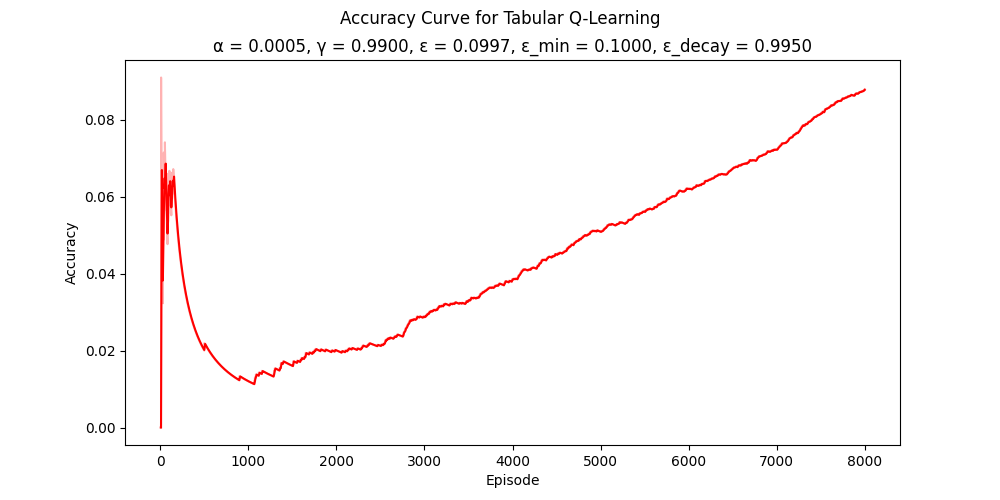 Accuracy Curve for Tabular Q-Learning
α = 0.0005, γ = 0.9900, ε = 0.0997, ε_min = 0.1000, ε_decay = 0.9950
0.08
0.06
0.04
0.02
0.00
Accuracy
0 1000 2000 3000 4000 5000 6000 7000 8000
Episode